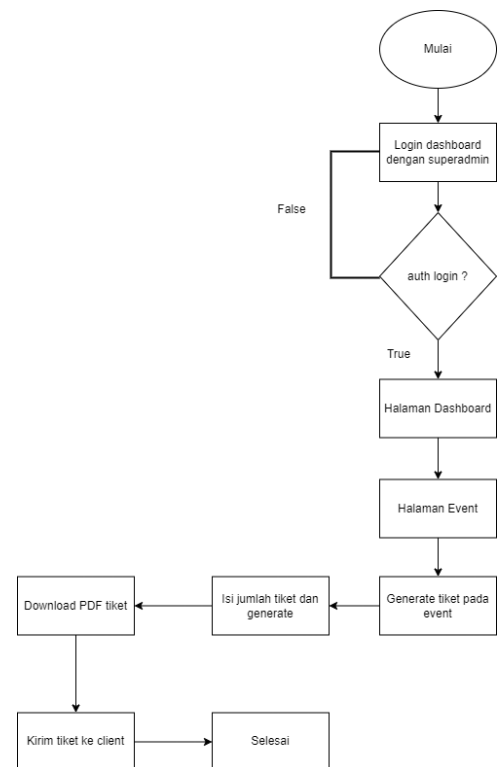 Mulai
Login dashboard
dengan superadmin
False
auth login ?
True
Halaman Dashboard
Halaman Event
Generate tiket pada
event
Isi jumlah tiket dan
generate
Download PDF tiket
Kirim tiket ke client
Selesai